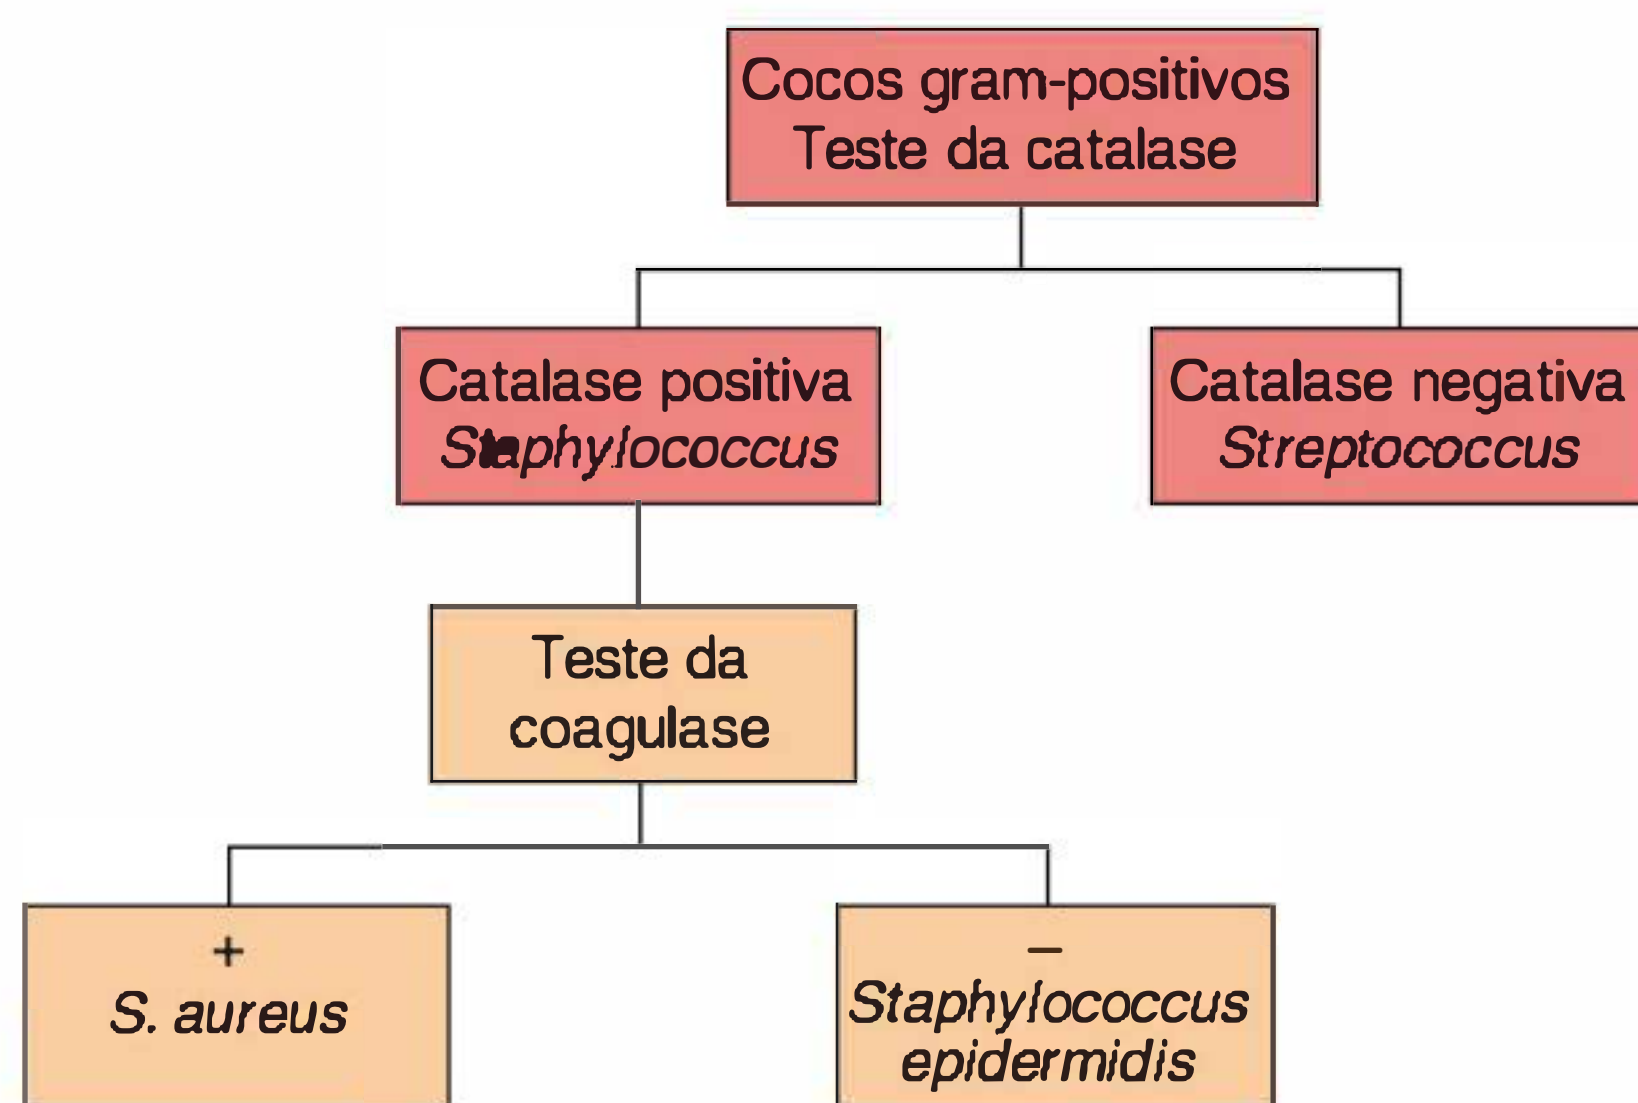 Cocos gram-positivos
Teste da catalase
Catalase positiva
Staphylococcus
Catalase negativa
Streptococcus
Teste da
coagulase
+
S. aureus
–
Staphylococcus
epidermidis